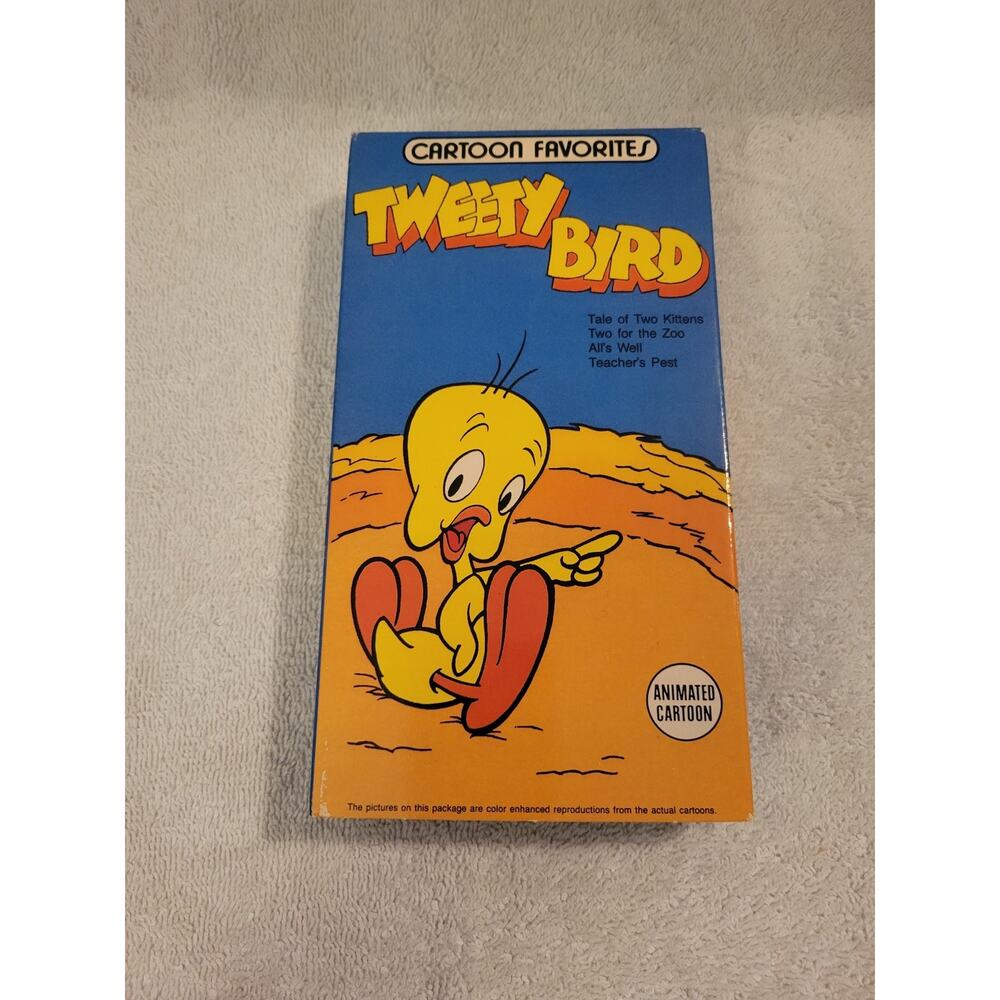 CARTOON FAVORITES
TWEETY
BIRD
Tale of Two Kittens
Two for the Zoo
All's Well
Teacher's Pest
ANIMATED
CARTOON
The pictures on this package are color enhanced reproductions from the actual cartoons.